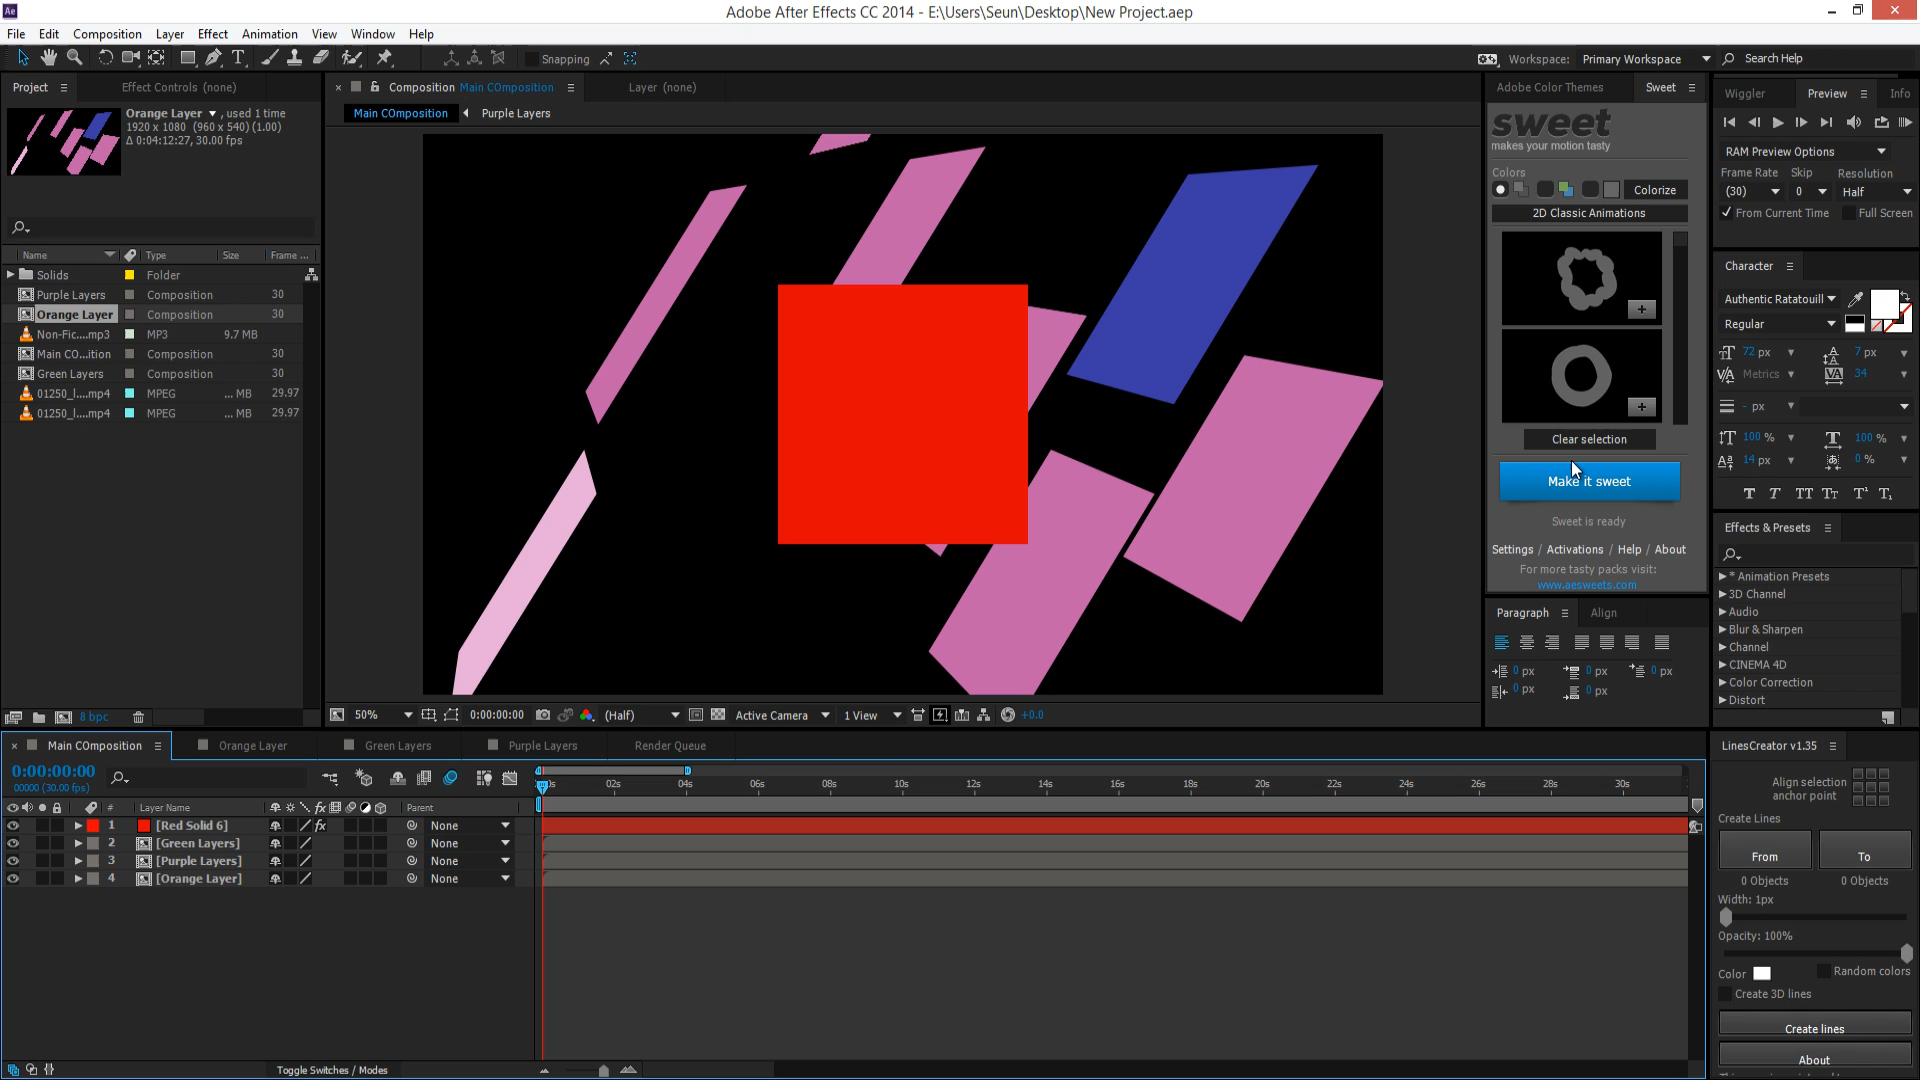 Ae
Adobe After Effects CC 2014 - E:\Users\Seun\Desktop\New Project.aep
File Edit Composition Layer Effect Animation View Window Help
Snapping
Workspace: Primary Workspace
Search Help
Project
Effect Controls (none)
Composition Main COmposition
Layer (none)
Main COmposition
Purple Layers
Orange Layer , used 1 time
1920 x 1080 (960 x 540) (1.00)
Δ 0:04:12:27, 30.00 fps
Name Type Size Frame ...
Solids Folder
Purple Layers Composition 30
Orange Layer Composition 30
Non-Fic....mp3 MP3 9.7 MB
Main CO...ition Composition 30
Green Layers Composition 30
01250_l....mp4 MPEG ... MB 29.97
01250_l....mp4 MPEG ... MB 29.97
8 bpc
50%
0:00:00:00
(Half)
Active Camera
1 View
+0.0
Adobe Color Themes
Sweet
sweet
makes your motion tasty
Colors
Colorize
2D Classic Animations
+
+
Clear selection
Make it sweet
Sweet is ready
Settings / Activations / Help / About
For more tasty packs visit:
www.aesweets.com
Paragraph
Align
0 px 0 px 0 px
0 px 0 px
Wiggler
Preview
Info
RAM Preview Options
Frame Rate Skip Resolution
(30) 0 Half
From Current Time Full Screen
Character
Authentic Ratatouill
Regular
72 px 7 px
Metrics 34
- px
100 % 100 %
14 px 0 %
Effects & Presets
* Animation Presets
3D Channel
Audio
Blur & Sharpen
Channel
CINEMA 4D
Color Correction
Distort
Main COmposition
Orange Layer
Green Layers
Purple Layers
Render Queue
0:00:00:00
00000 (30.00 fps)
02s 04s 06s 08s 10s 12s 14s 16s 18s 20s 22s 24s 26s 28s 30s
# Layer Name Parent
1 [Red Solid 6] None
2 [Green Layers] None
3 [Purple Layers] None
4 [Orange Layer] None
Toggle Switches / Modes
LinesCreator v1.35
Align selection
anchor point
Create Lines
From To
0 Objects 0 Objects
Width: 1px
Opacity: 100%
Color
Random colors
Create 3D lines
Create lines
About